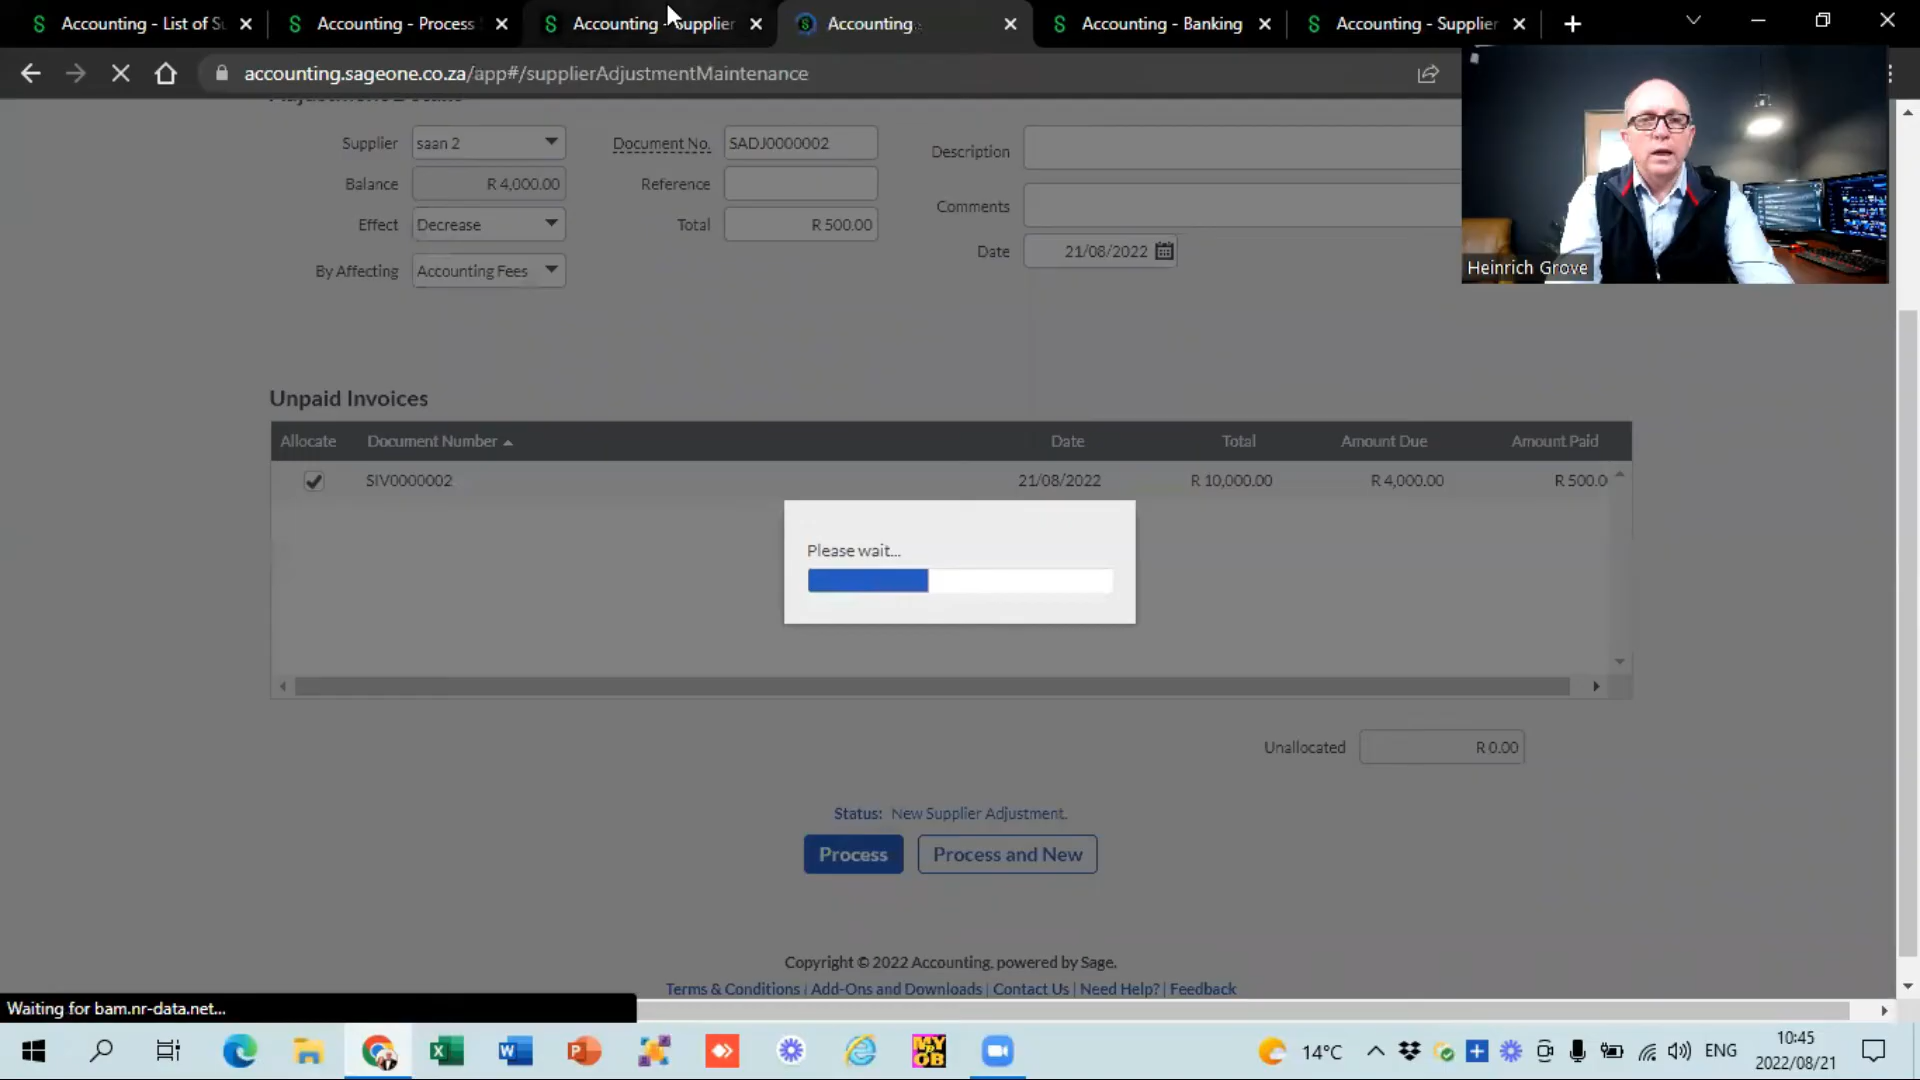 Accounting - List of Su
Accounting - Process S
Accounting - Supplier
Accounting
Accounting - Banking
Accounting - Supplier
accounting.sageone.co.za/app#/supplierAdjustmentMaintenance
Supplier saan 2 Document No. SADJ0000002 Description
Balance R 4,000.00 Reference Comments
Effect Decrease Total R 500.00
Date 21/08/2022
By Affecting Accounting Fees
Heinrich Grove
Unpaid Invoices
Allocate Document Number Date Total Amount Due Amount Paid
SIV0000002 21/08/2022 R 10,000.00 R 4,000.00 R 500.0
Please wait...
Unallocated R 0.00
Status: New Supplier Adjustment.
Process Process and New
Copyright © 2022 Accounting, powered by Sage.
Terms & Conditions | Add-Ons and Downloads | Contact Us | Need Help? | Feedback
Waiting for bam.nr-data.net...
MY OB
14°C ENG 10:45
2022/08/21